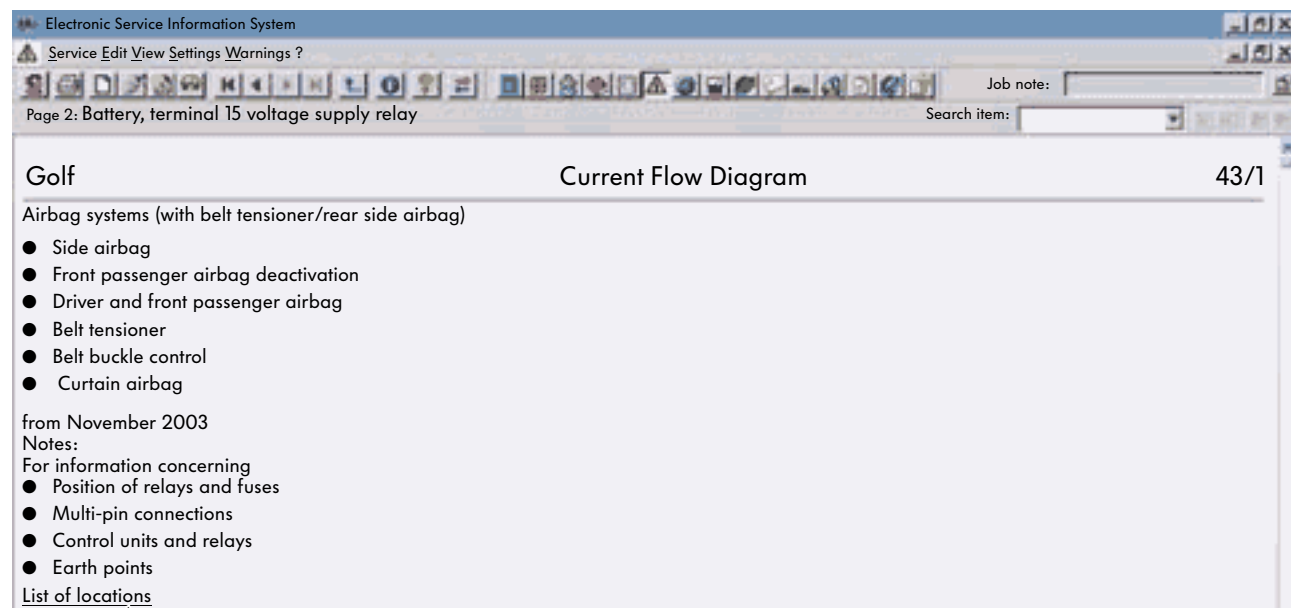 Electronic Service Information System
Service Edit View Settings Warnings ?
Job note:
Page 2: Battery, terminal 15 voltage supply relay
Search item:
Golf Current Flow Diagram 43/1
Airbag systems (with belt tensioner/rear side airbag)
● Side airbag
● Front passenger airbag deactivation
● Driver and front passenger airbag
● Belt tensioner
● Belt buckle control
● Curtain airbag
from November 2003
Notes:
For information concerning
● Position of relays and fuses
● Multi-pin connections
● Control units and relays
● Earth points
List of locations